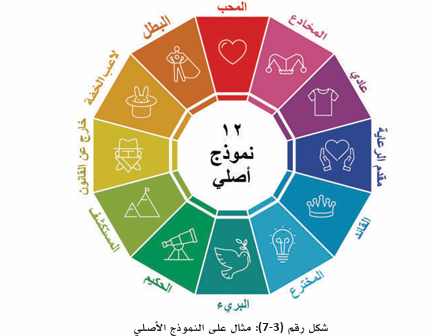 المحب
المخادع
عادي
مقدم الرعاية
القائد
المخترع
البريء
الحكيم
المستكشف
خارج عن القانون
لاعب الخفة
البطل
١٢
نموذج
أصلي
شكل رقم (3-7): مثال على النموذج الأصلي